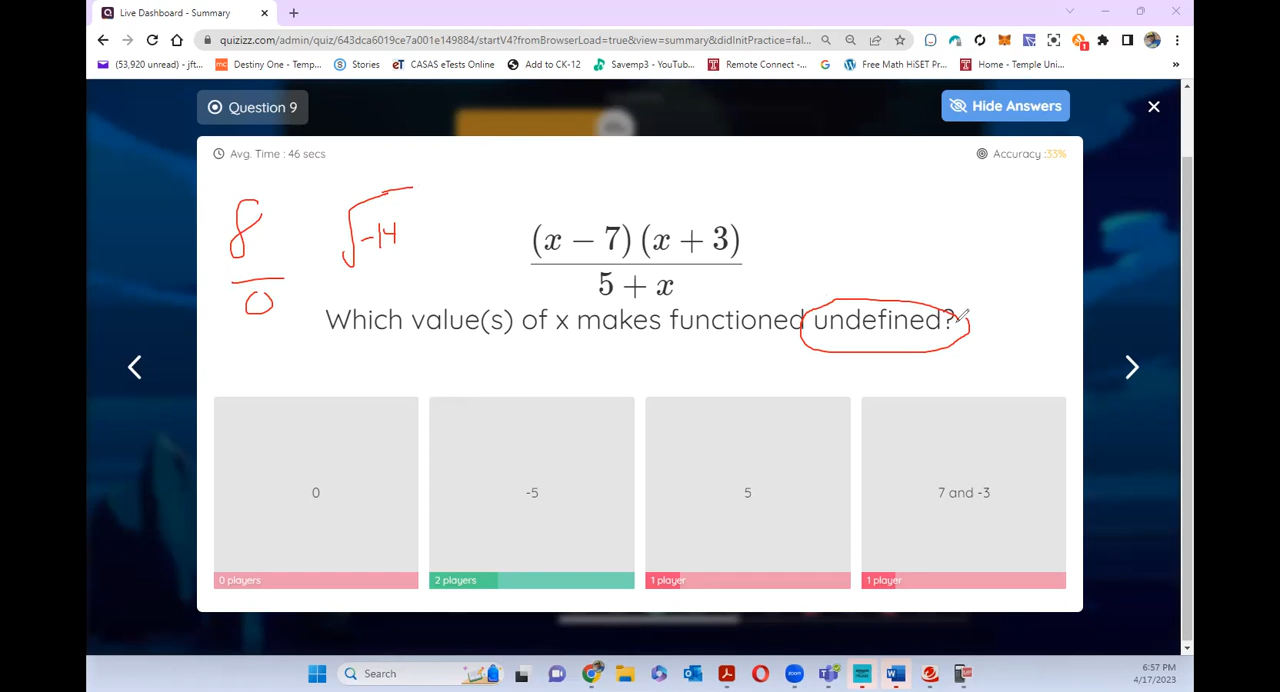 Live Dashboard - Summary
quizizz.com/admin/quiz/643dca6019ce7a001e149884/startV4?fromBrowserLoad=true&view=summary&didInitPractice=fal...
(53,920 unread) - jft... Destiny One - Temp... Stories CASAS eTests Online Add to CK-12 Savemp3 - YouTub... Remote Connect -... Free Math HiSET Pr... Home - Temple Uni... »
Question 9
Hide Answers
Avg. Time : 46 secs
Accuracy :33%
8
0
√-14
(x − 7) (x + 3)
5 + x
Which value(s) of x makes functioned undefined?
0
-5
5
7 and -3
0 players
2 players
1 player
1 player
Search
6:57 PM
4/17/2023